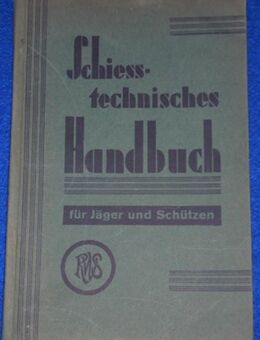 Schiess-
technisches
Handbuch
für Jäger und Schützen
RWS